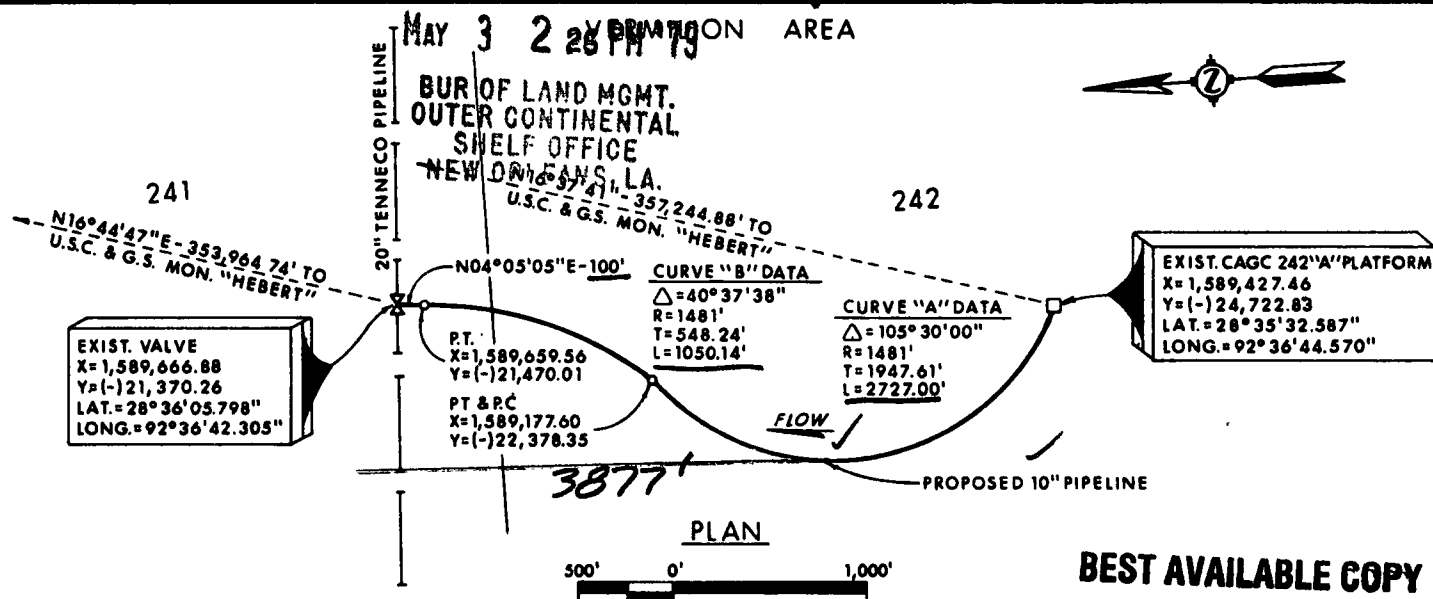 VERMILION AREA
MAY 3 2 26 PM '79
BUR OF LAND MGMT.
OUTER CONTINENTAL
SHELF OFFICE
NEW ORLEANS, LA.
Z
20" TENNECO PIPELINE
241
242
N16°44'47"E-353,964.74' TO
U.S.C. & G.S. MON. "HEBERT"
N16°37'41"- 357,244.88' TO
U.S.C. & G.S. MON. "HEBERT"
N04°05'05"E-100'
EXIST. VALVE
X=1,589,666.88
Y=(-)21,370.26
LAT.=28°36'05.798"
LONG.=92°36'42.305"
P.T.
X=1,589,659.56
Y=(-)21,470.01
PT & P.C
X=1,589,177.60
Y=(-)22,378.35
CURVE "B" DATA
△=40°37'38"
R=1481'
T=548.24'
L=1050.14'
CURVE "A" DATA
△=105°30'00"
R=1481'
T=1947.61'
L=2727.00'
EXIST. CAGC 242"A" PLATFORM
X=1,589,427.46
Y=(-)24,722.83
LAT.=28°35'32.587"
LONG.=92°36'44.570"
FLOW
3877'
PROPOSED 10" PIPELINE
PLAN
500' 0' 1,000'
BEST AVAILABLE COPY